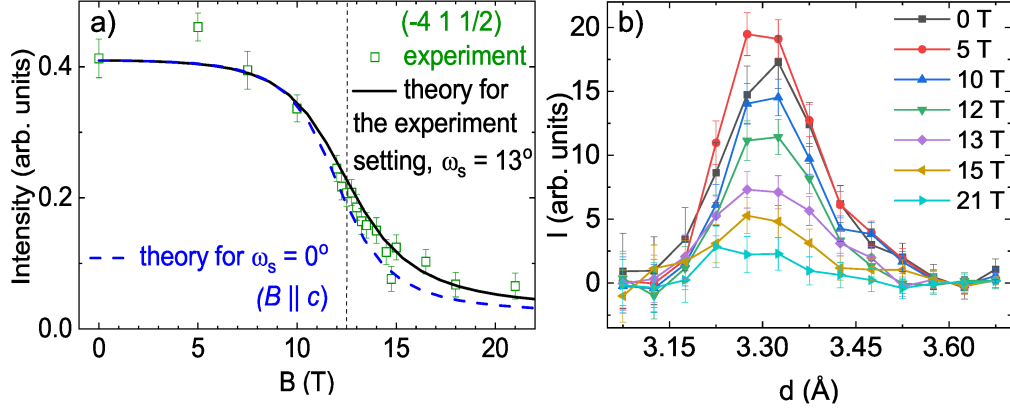 a)
(-4 1 1/2)
experiment
theory for
the experiment
setting, ωs = 13º
theory for ωs = 0º
(B || c)
Intensity (arb. units)
0.4
0.2
0.0
0
5
10
15
20
B (T)
b)
0 T
5 T
10 T
12 T
13 T
15 T
21 T
I (arb. units)
20
15
10
5
0
3.15
3.30
3.45
3.60
d (Å)